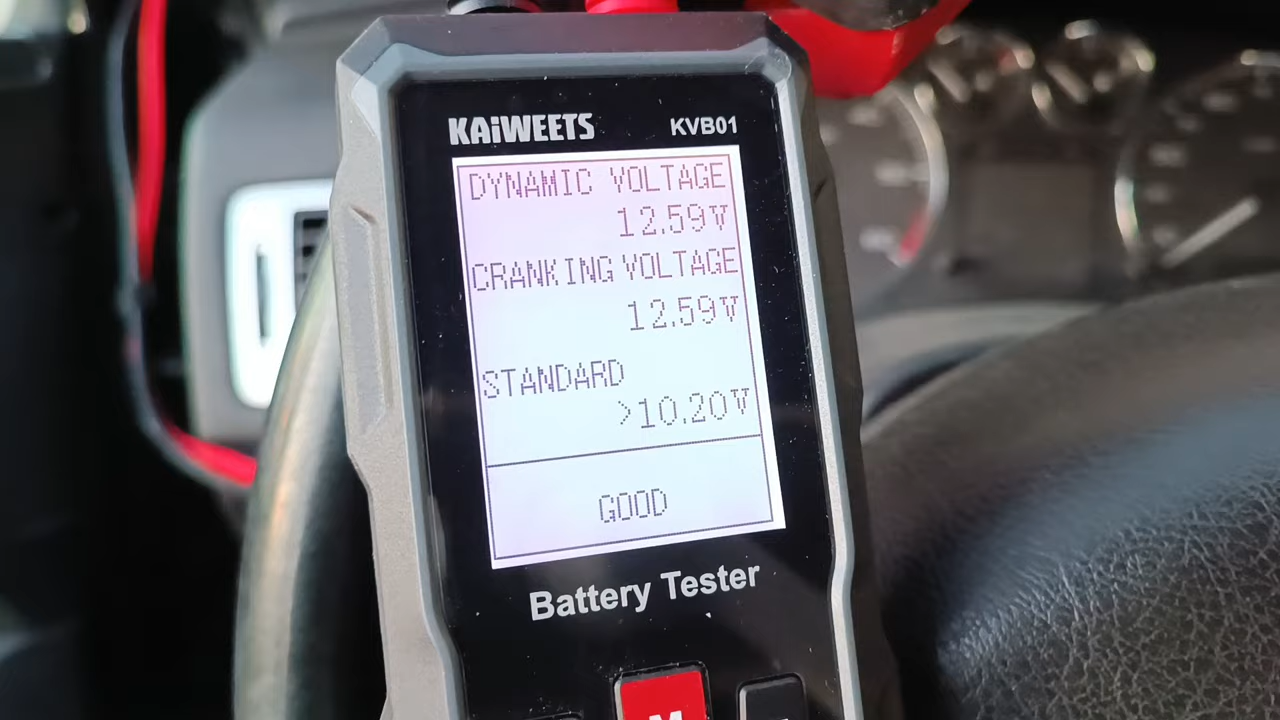 KAiWEETS KVB01
DYNAMIC VOLTAGE
12.59V
CRANKING VOLTAGE
12.59V
STANDARD
>10.20V
GOOD
Battery Tester
M